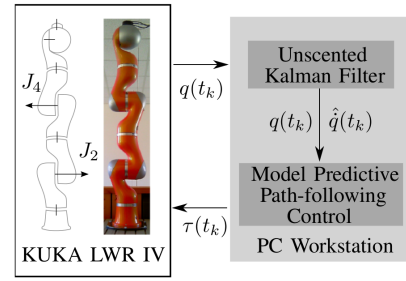 J₄
J₂
KUKA LWR IV
q(tₖ)
τ(tₖ)
Unscented
Kalman Filter
q(tₖ) q̇̂(tₖ)
Model Predictive
Path-following
Control
PC Workstation